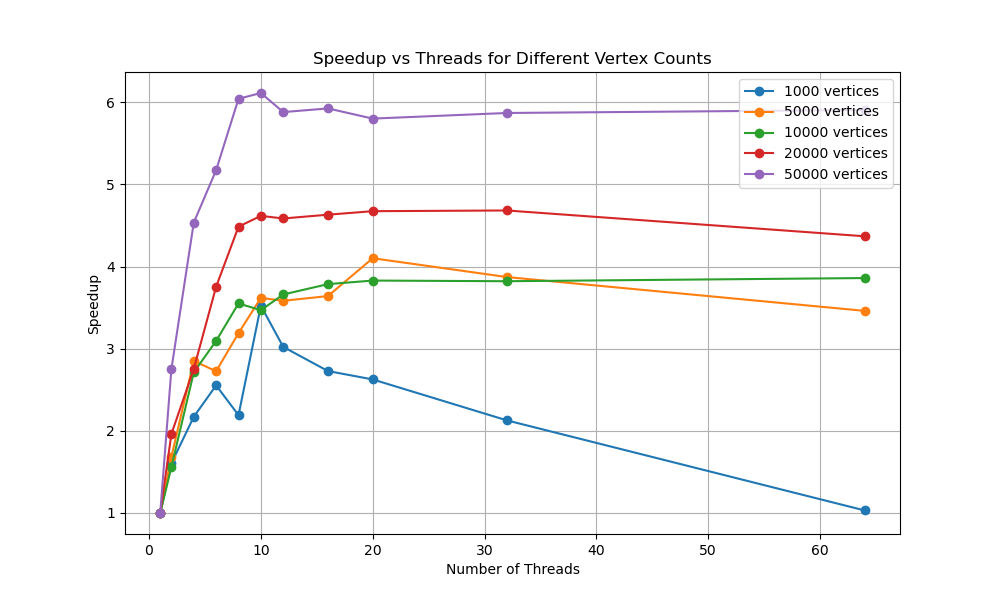 Speedup vs Threads for Different Vertex Counts
6
5
4
3
2
1
Speedup
1000 vertices
5000 vertices
10000 vertices
20000 vertices
50000 vertices
0 10 20 30 40 50 60
Number of Threads